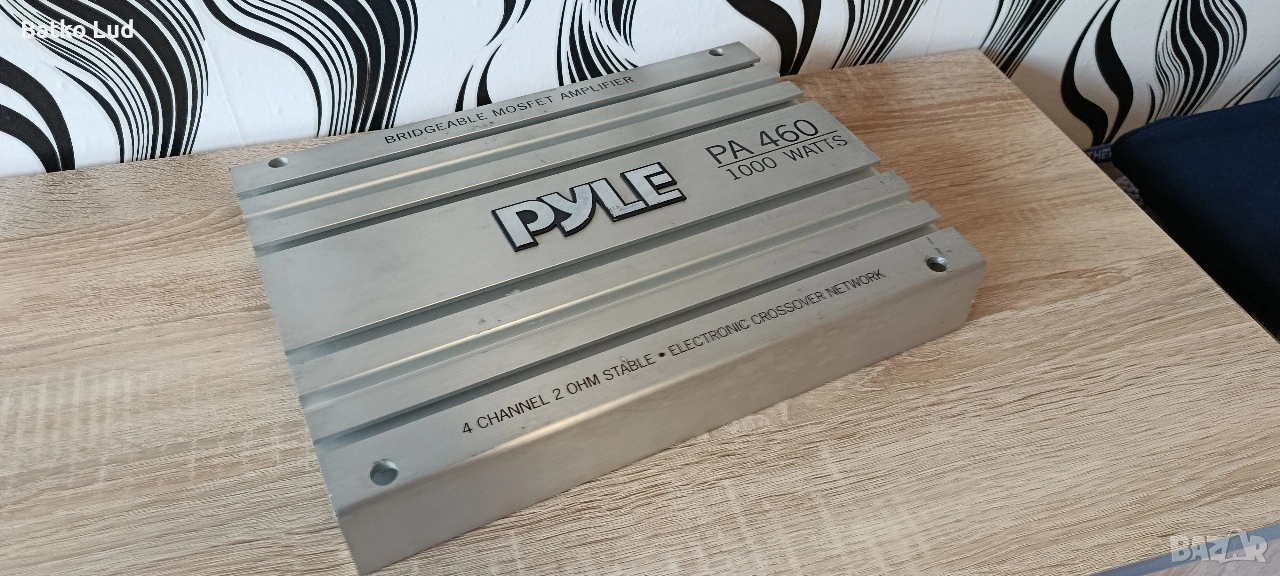 Batko Lud
BRIDGEABLE MOSFET AMPLIFIER
PYLE
PA 460
1000 WATTS
4 CHANNEL 2 OHM STABLE • ELECTRONIC CROSSOVER NETWORK
BAZAR